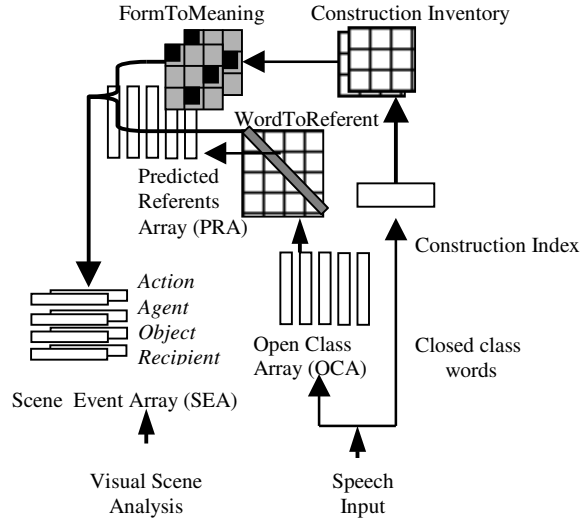 FormToMeaning
Construction Inventory
WordToReferent
Predicted
Referents
Array (PRA)
Construction Index
Action
Agent
Object
Recipient
Open Class
Array (OCA)
Closed class
words
Scene Event Array (SEA)
Visual Scene
Analysis
Speech
Input